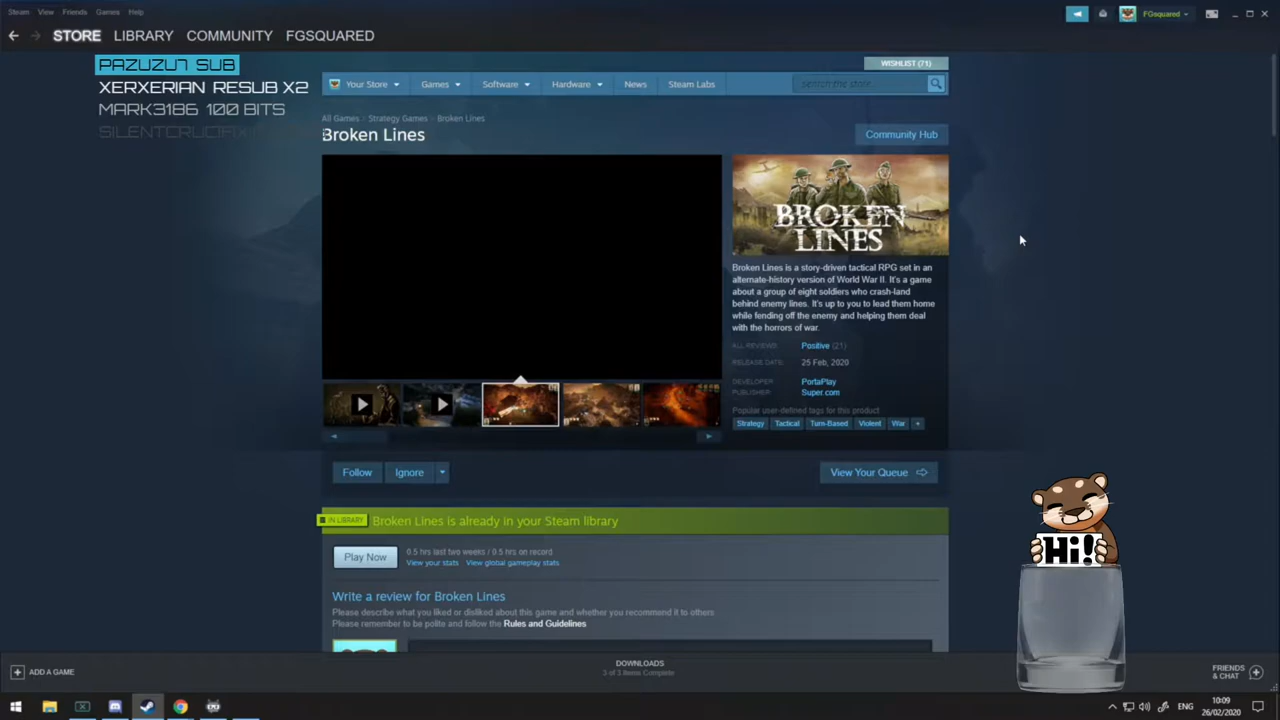 Steam View Friends Games Help
FGsquared
STORE LIBRARY COMMUNITY FGSQUARED
PAZUZU7 SUB
XERXERIAN RESUB X2
MARK3186 100 BITS
WISHLIST (71)
Your Store Games Software Hardware News Steam Labs search the store
All Games > Strategy Games > Broken Lines
Broken Lines
Community Hub
BROKEN
LINES
Broken Lines is a story-driven tactical RPG set in an
alternate-history version of World War II. It's a game
about a group of eight soldiers who crash-land
behind enemy lines. It's up to you to lead them home
while fending off the enemy and helping them deal
with the horrors of war.
ALL REVIEWS: Positive (21)
RELEASE DATE: 25 Feb, 2020
DEVELOPER: PortaPlay
PUBLISHER: Super.com
Popular user-defined tags for this product
Strategy Tactical Turn-Based Violent War +
Follow Ignore View Your Queue
IN LIBRARY Broken Lines is already in your Steam library
Play Now
0.5 hrs last two weeks / 0.5 hrs on record
View your stats View global gameplay stats
Hi!
Write a review for Broken Lines
Please describe what you liked or disliked about this game and whether you recommend it to others
Please remember to be polite and follow the Rules and Guidelines
+ ADD A GAME
DOWNLOADS
3 of 3 Items Complete
FRIENDS
& CHAT
ENG
10:09
26/02/2020